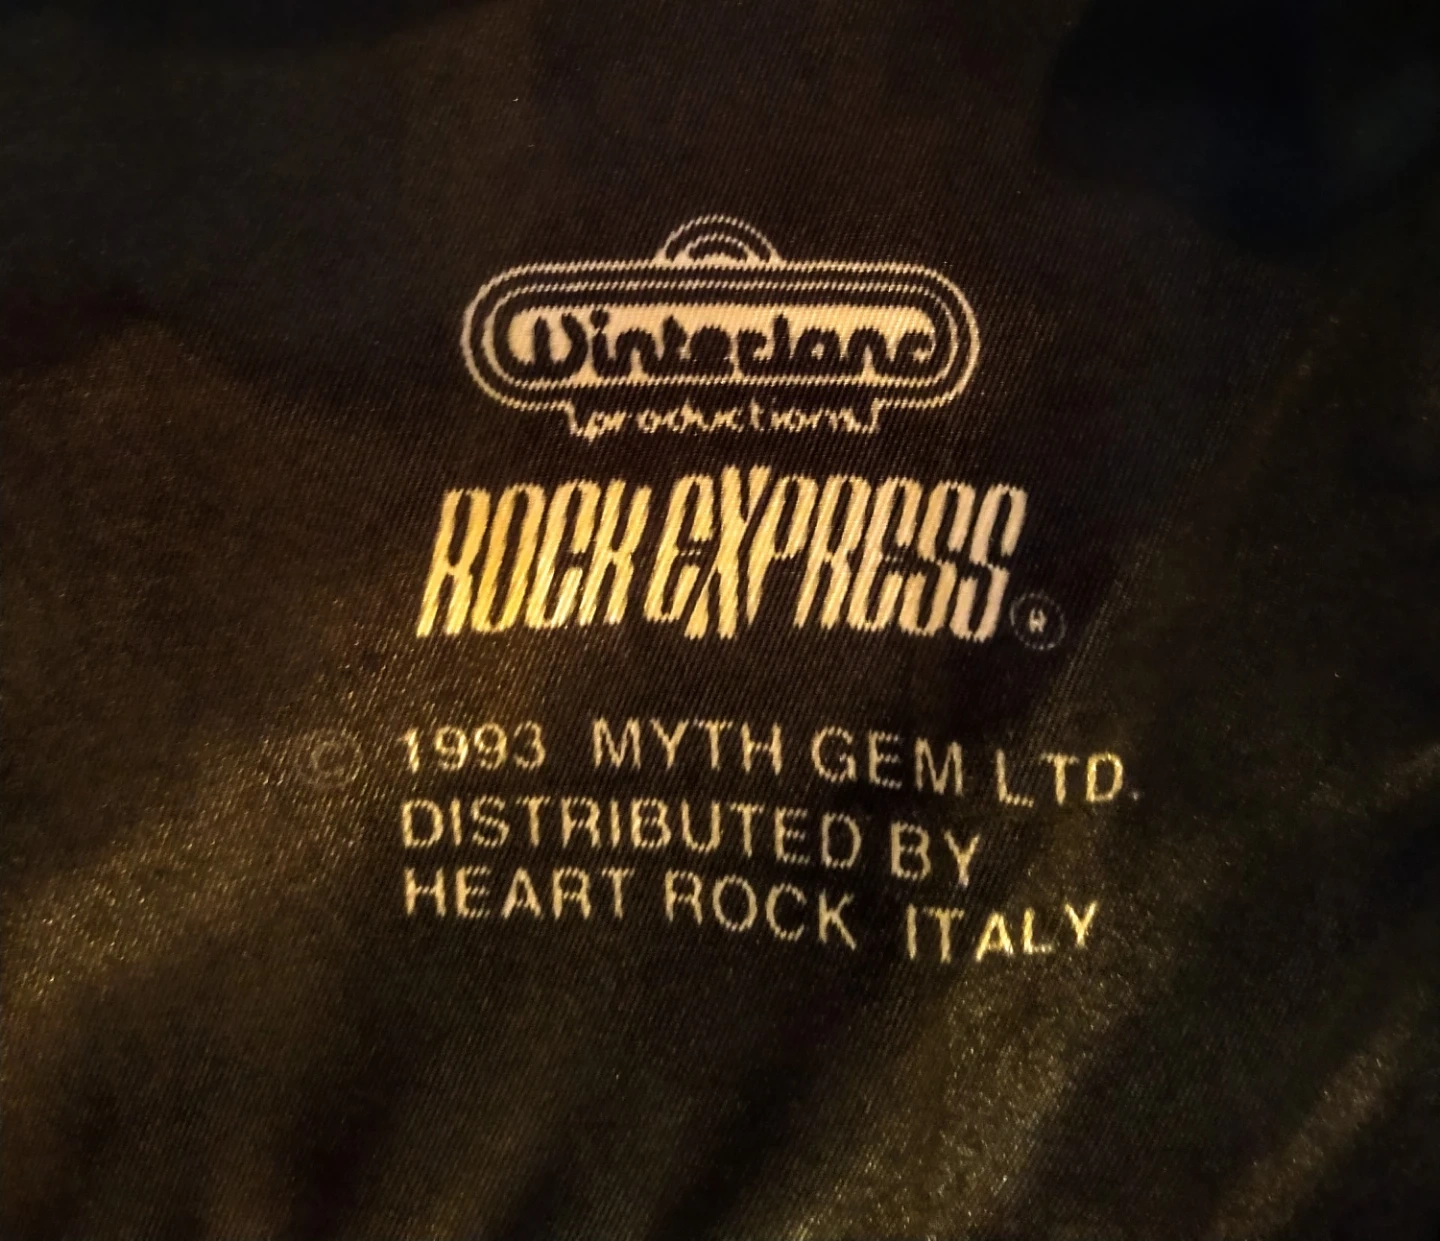 Winterland
productions
ROCK EXPRESS ®
© 1993 MYTH GEM LTD.
DISTRIBUTED BY
HEART ROCK ITALY